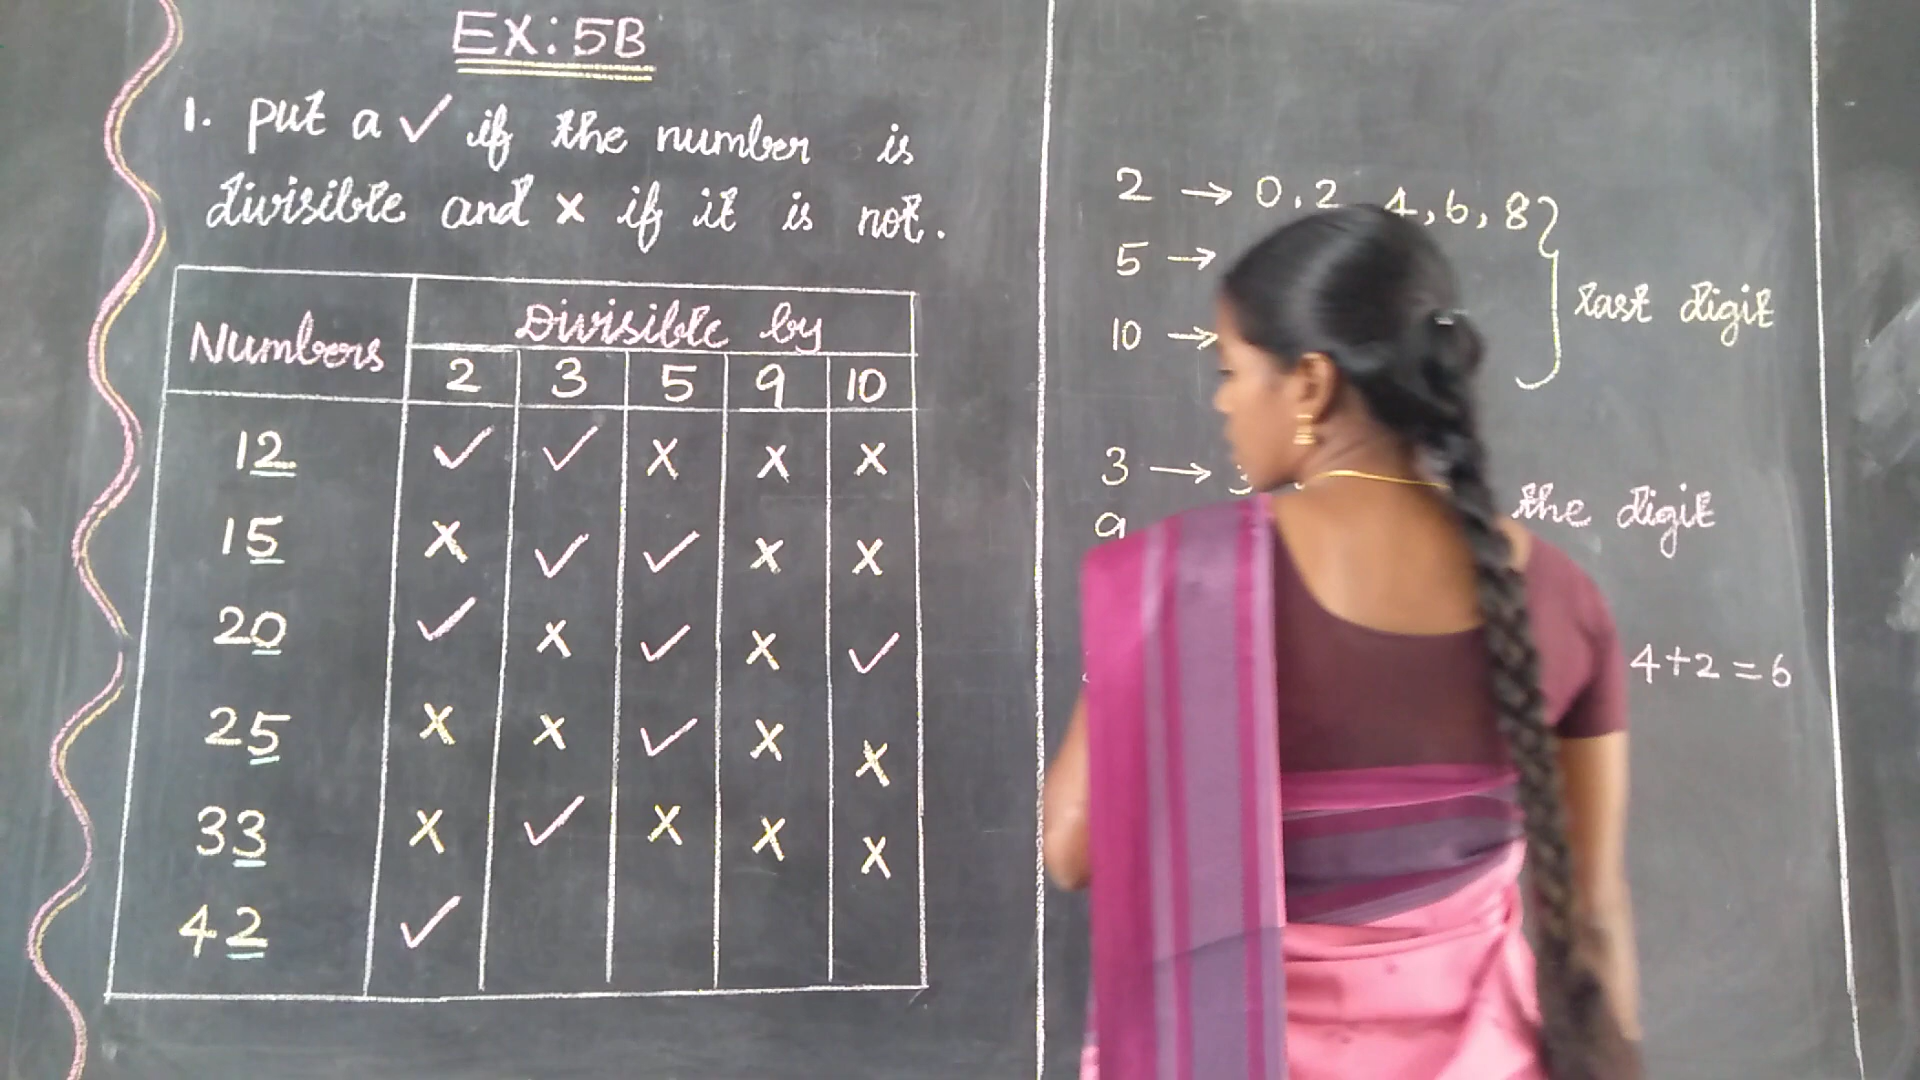 EX: 5B
1. put a ✓ if the number is
divisible and x if it is not.
Numbers
Divisible by
2 3 5 9 10
12 ✓ ✓ x x x
15 x ✓ ✓ x x
20 ✓ x ✓ x ✓
25 x x ✓ x x
33 x ✓ x x x
42 ✓
2 → 0, 2 4, 6, 8}
5 →
10 →
last digit
3 →
9
the digit
4+2=6